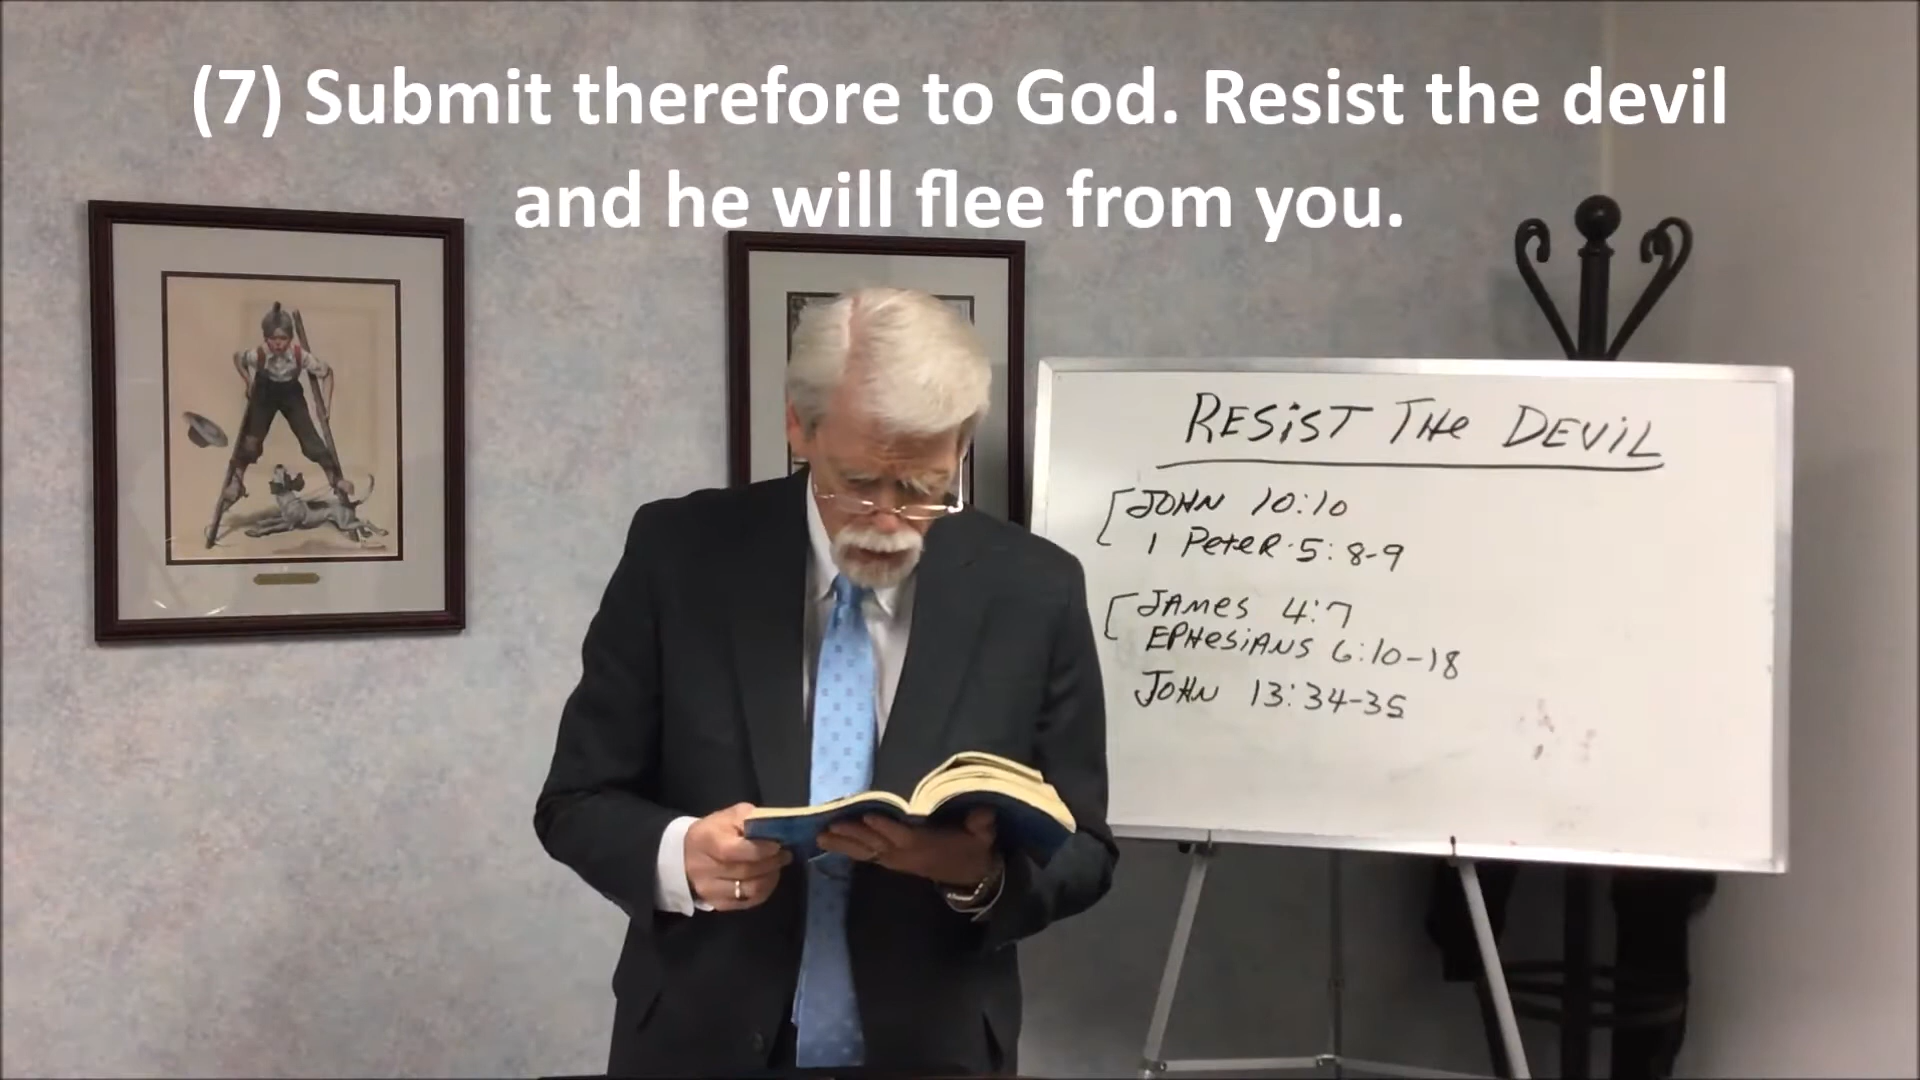 (7) Submit therefore to God. Resist the devil
and he will flee from you.
RESiST THe DEViL
JOHN 10:10
1 PeteR 5:8-9
JAMeS 4:7
EPHeSiANS 6:10-18
JOHN 13:34-35